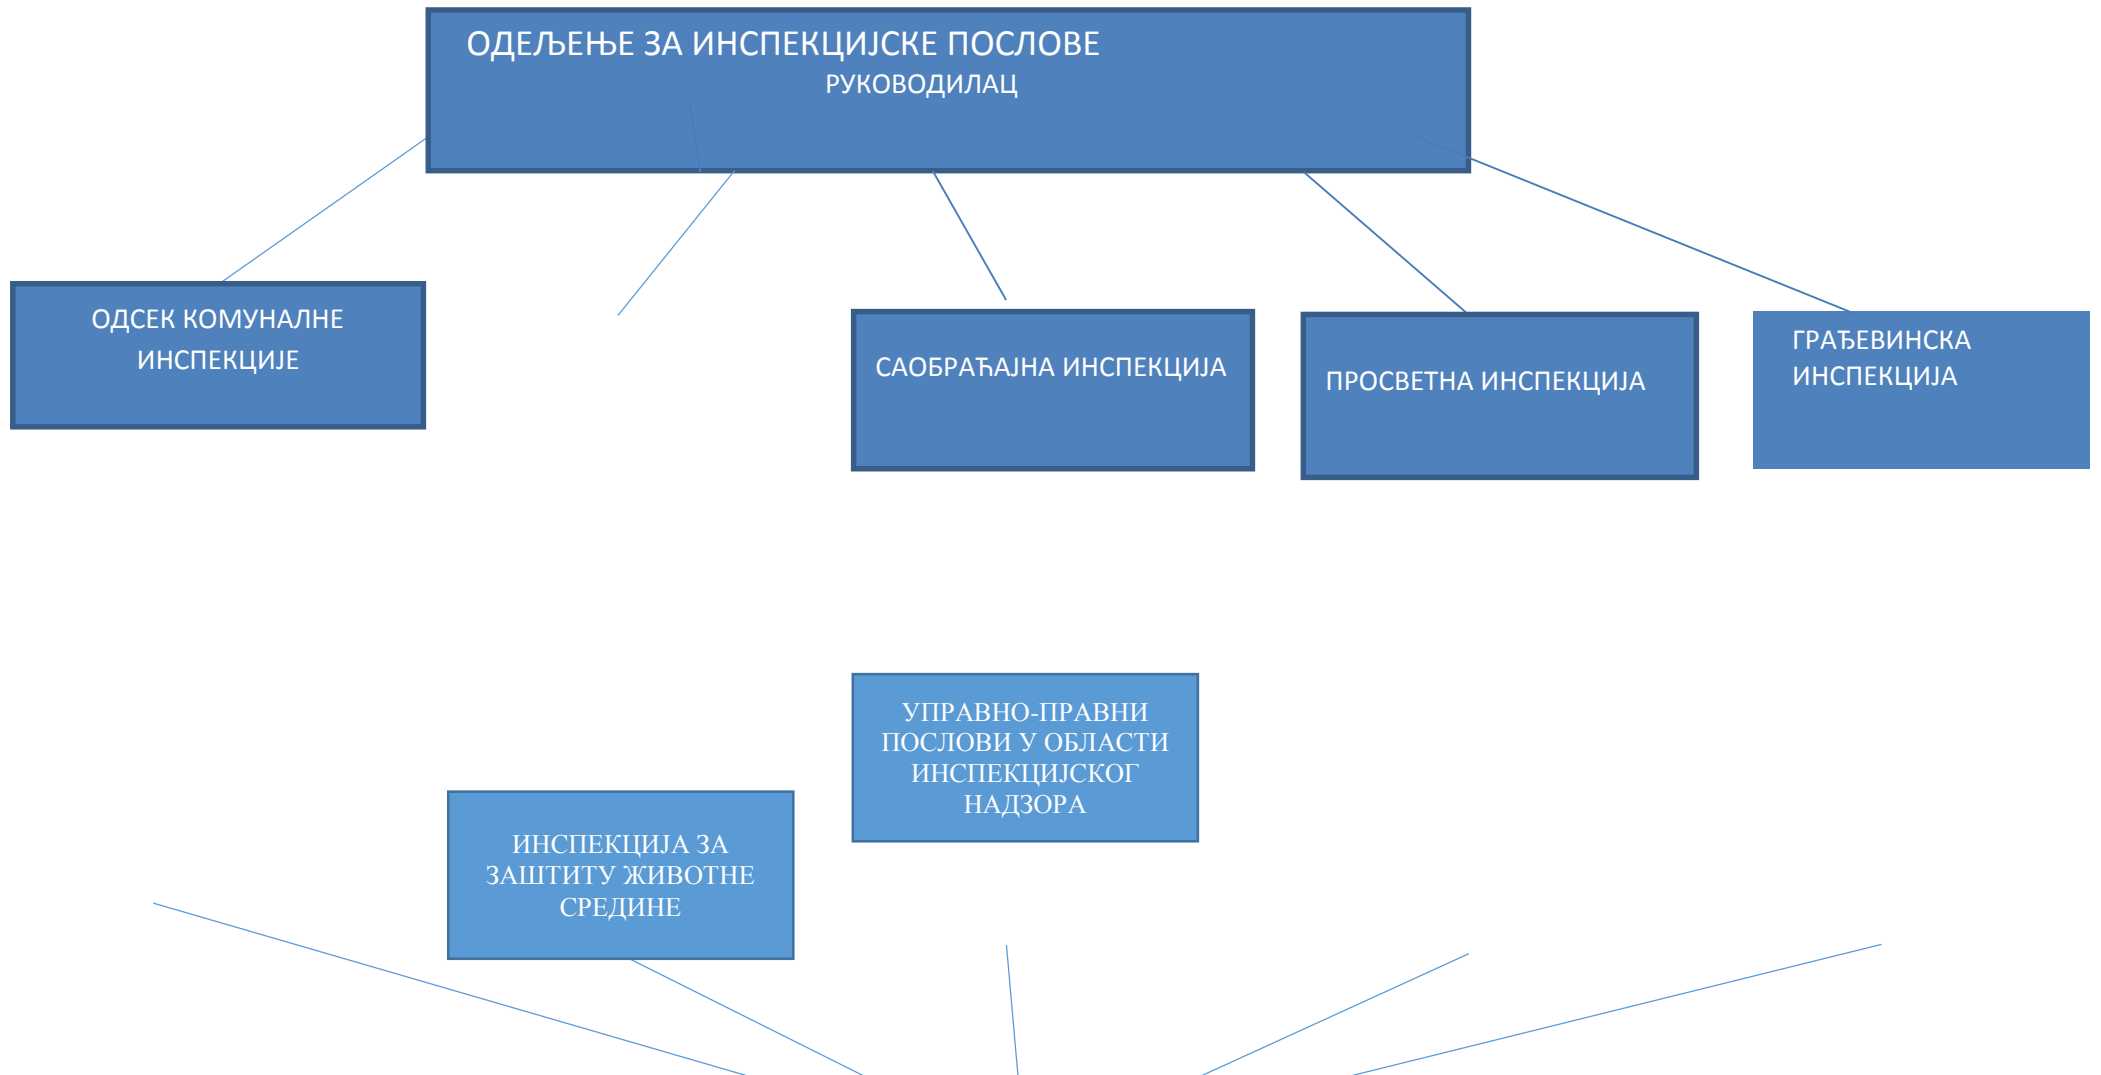 ОДЕЉЕЊЕ ЗА ИНСПЕКЦИЈСКЕ ПОСЛОВЕ
РУКОВОДИЛАЦ
ОДСЕК КОМУНАЛНЕ
ИНСПЕКЦИЈЕ
САОБРАЋАЈНА ИНСПЕКЦИЈА
ПРОСВЕТНА ИНСПЕКЦИЈА
ГРАЂЕВИНСКА
ИНСПЕКЦИЈА
УПРАВНО-ПРАВНИ
ПОСЛОВИ У ОБЛАСТИ
ИНСПЕКЦИЈСКОГ
НАДЗОРА
ИНСПЕКЦИЈА ЗА
ЗАШТИТУ ЖИВОТНЕ
СРЕДИНЕ